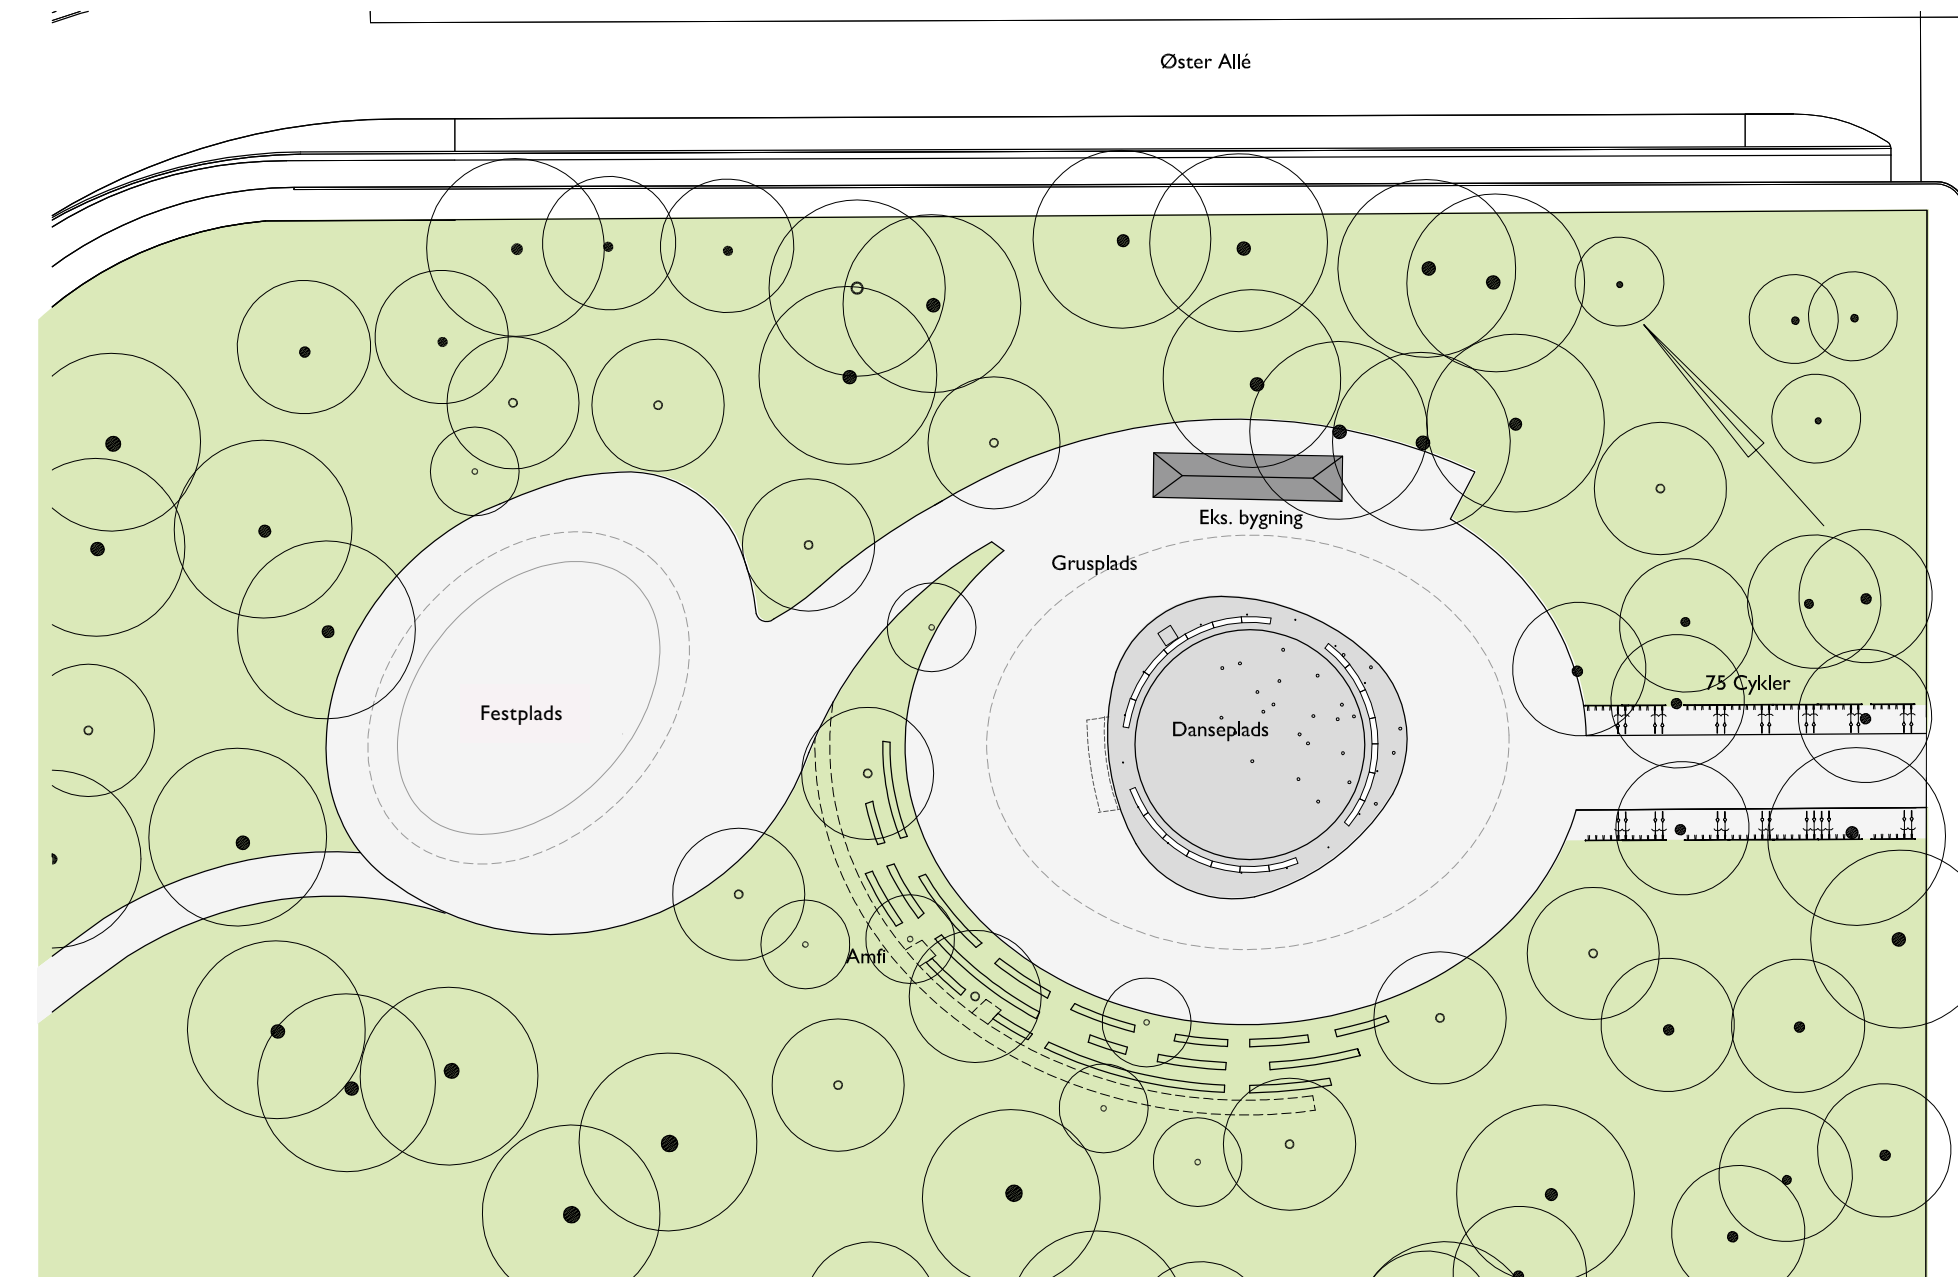 Øster Allé
Eks. bygning
Grusplads
75 Cykler
Festplads
Danseplads
Amfi